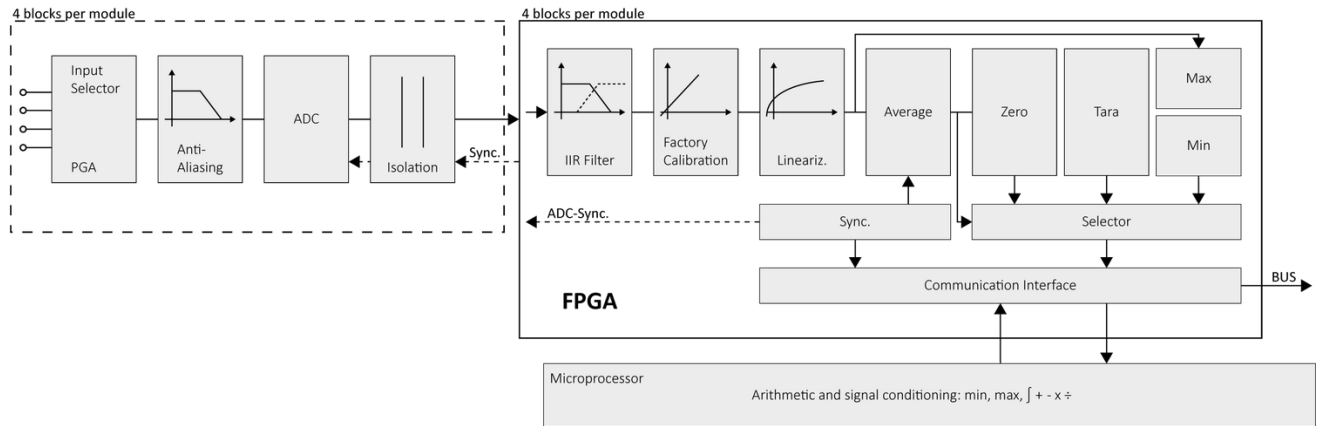 4 blocks per module
Input
Selector
PGA
Anti-
Aliasing
ADC
Isolation
Sync.
4 blocks per module
IIR Filter
Factory
Calibration
Lineariz.
Average
Zero
Tara
Max
Min
ADC-Sync.
Sync.
Selector
Communication Interface
BUS
FPGA
Microprocessor
Arithmetic and signal conditioning: min, max, ∫ + - x ÷